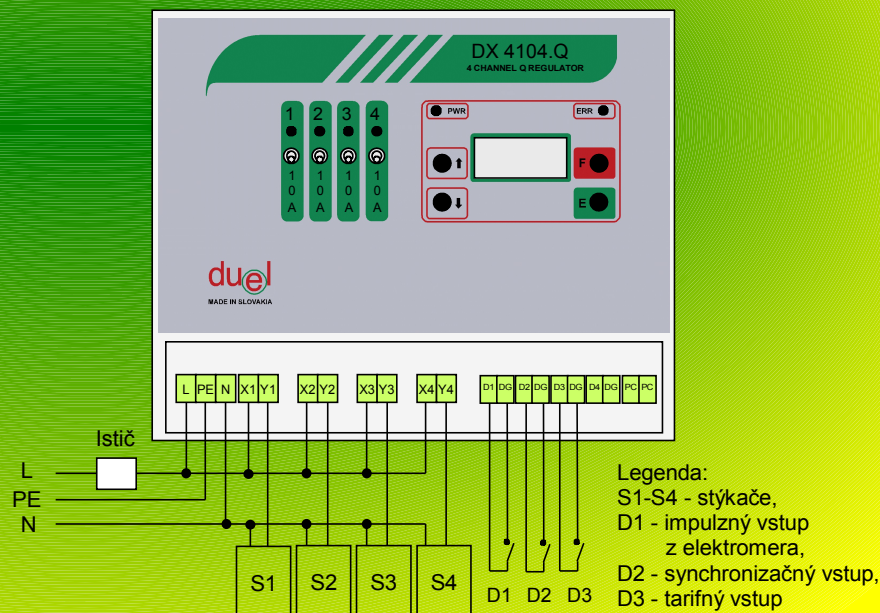 DX 4104.Q
4 CHANNEL Q REGULATOR
1 2 3 4
10A 10A 10A 10A
PWR
ERR
F
E
duel
MADE IN SLOVAKIA
L PE N X1 Y1 X2 Y2 X3 Y3 X4 Y4 D1 DG D2 DG D3 DG D4 DG PC PC
Istič
L
PE
N
S1 S2 S3 S4 D1 D2 D3
Legenda:
S1-S4 - stýkače,
D1 - impulzný vstup
z elektromera,
D2 - synchronizačný vstup,
D3 - tarifný vstup